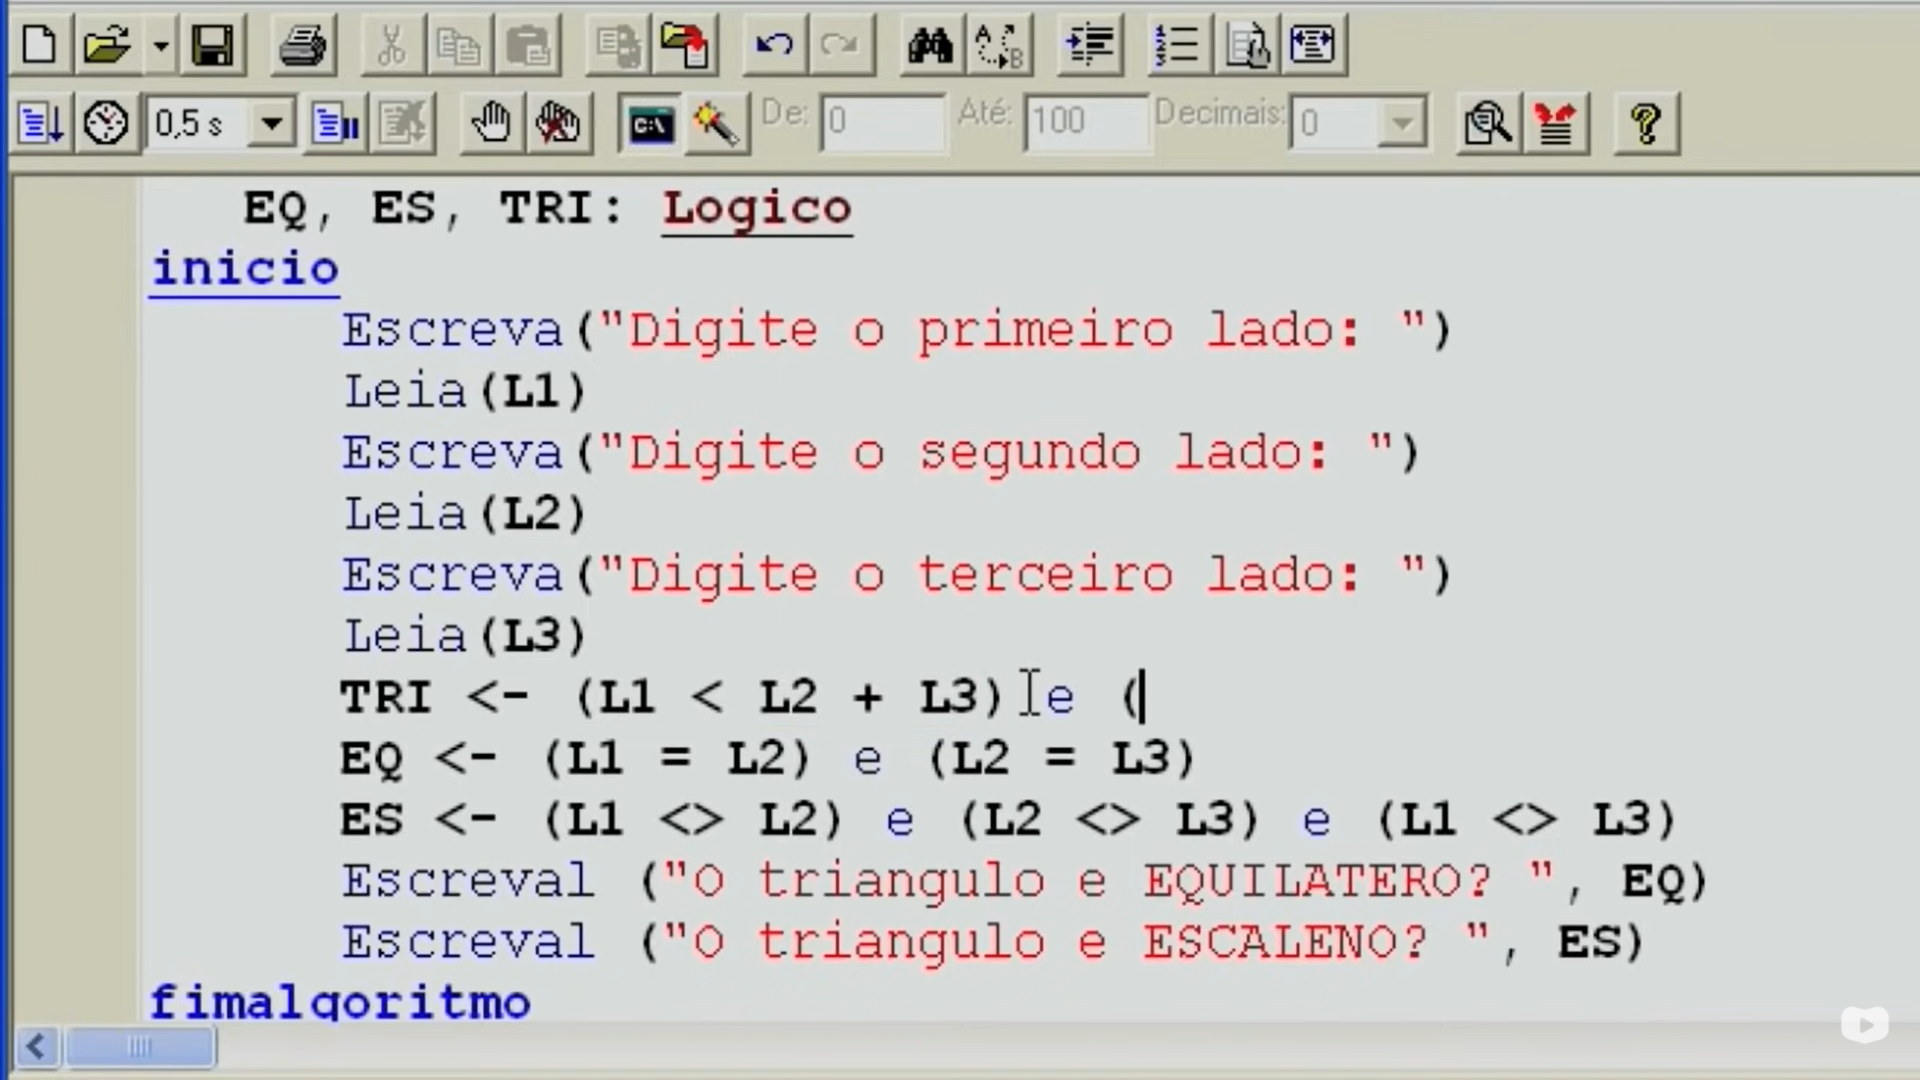 0,5 s De: 0 Até: 100 Decimais: 0
EQ, ES, TRI: Logico
inicio
Escreva("Digite o primeiro lado: ")
Leia(L1)
Escreva("Digite o segundo lado: ")
Leia(L2)
Escreva("Digite o terceiro lado: ")
Leia(L3)
TRI <- (L1 < L2 + L3) e (
EQ <- (L1 = L2) e (L2 = L3)
ES <- (L1 <> L2) e (L2 <> L3) e (L1 <> L3)
Escreval ("O triangulo e EQUILATERO? ", EQ)
Escreval ("O triangulo e ESCALENO? ", ES)
fimalgoritmo